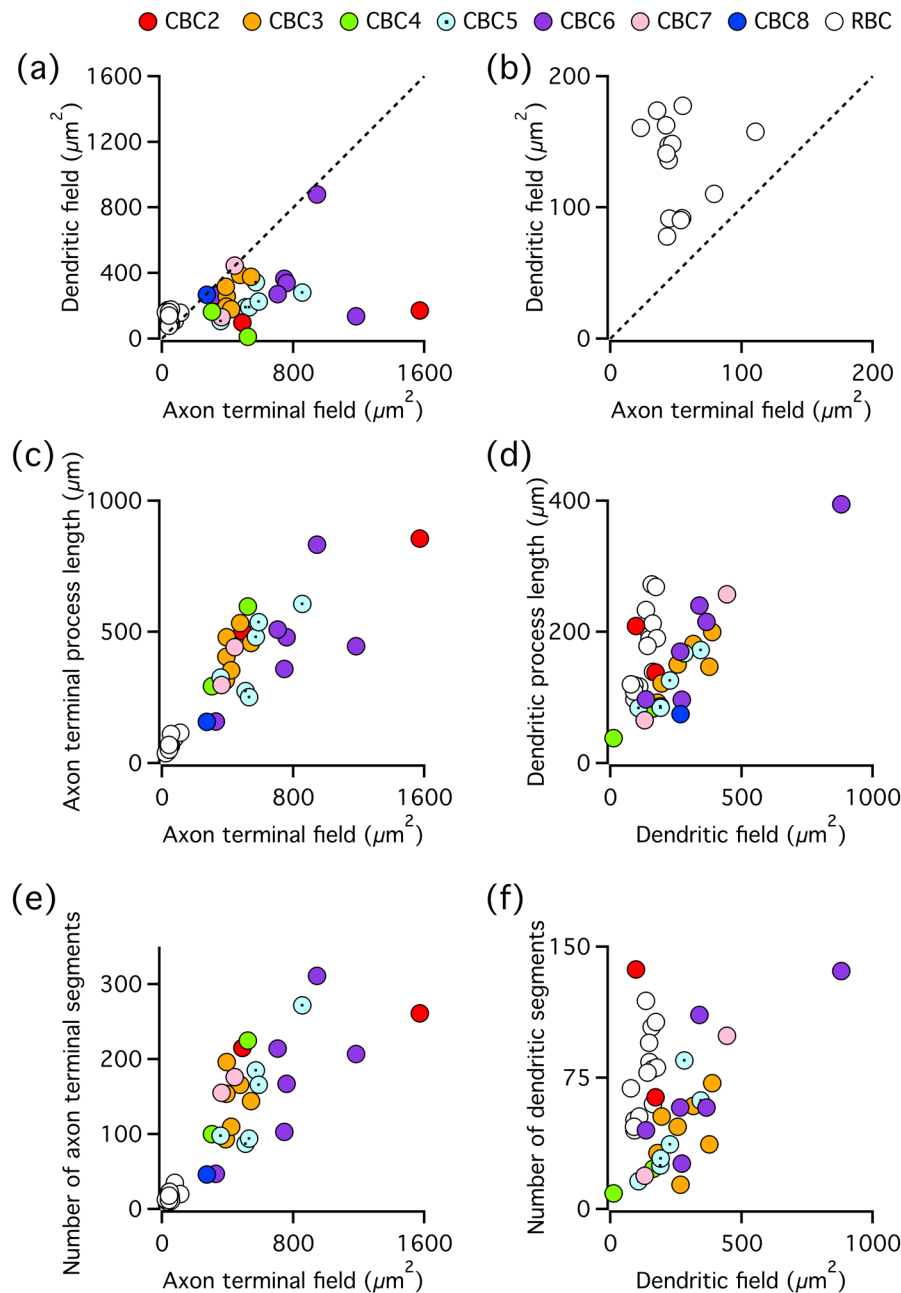 CBC2 CBC3 CBC4 CBC5 CBC6 CBC7 CBC8 RBC
(a)
Dendritic field (µm²)
1600
1200
800
400
0
0 800 1600
Axon terminal field (µm²)
(b)
Dendritic field (µm²)
200
100
0
0 100 200
Axon terminal field (µm²)
(c)
Axon terminal process length (µm)
1000
500
0
0 800 1600
Axon terminal field (µm²)
(d)
Dendritic process length (µm)
400
200
0
0 500 1000
Dendritic field (µm²)
(e)
Number of axon terminal segments
300
200
100
0
0 800 1600
Axon terminal field (µm²)
(f)
Number of dendritic segments
150
75
0
0 500 1000
Dendritic field (µm²)